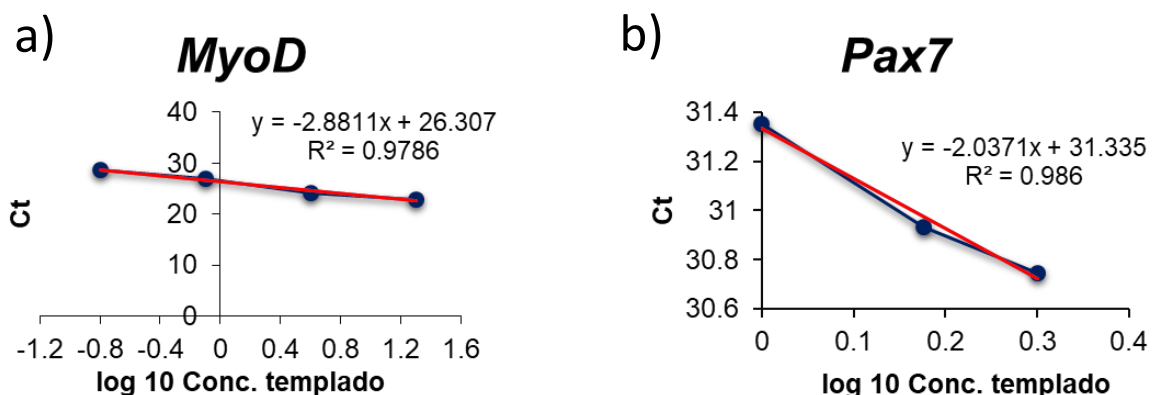 a)
MyoD
y = -2.8811x + 26.307
R² = 0.9786
40
30
20
10
0
Ct
-1.2 -0.8 -0.4 0 0.4 0.8 1.2 1.6
log 10 Conc. templado
b)
Pax7
y = -2.0371x + 31.335
R² = 0.986
31.4
31.2
31
30.8
30.6
Ct
0 0.1 0.2 0.3 0.4
log 10 Conc. templado